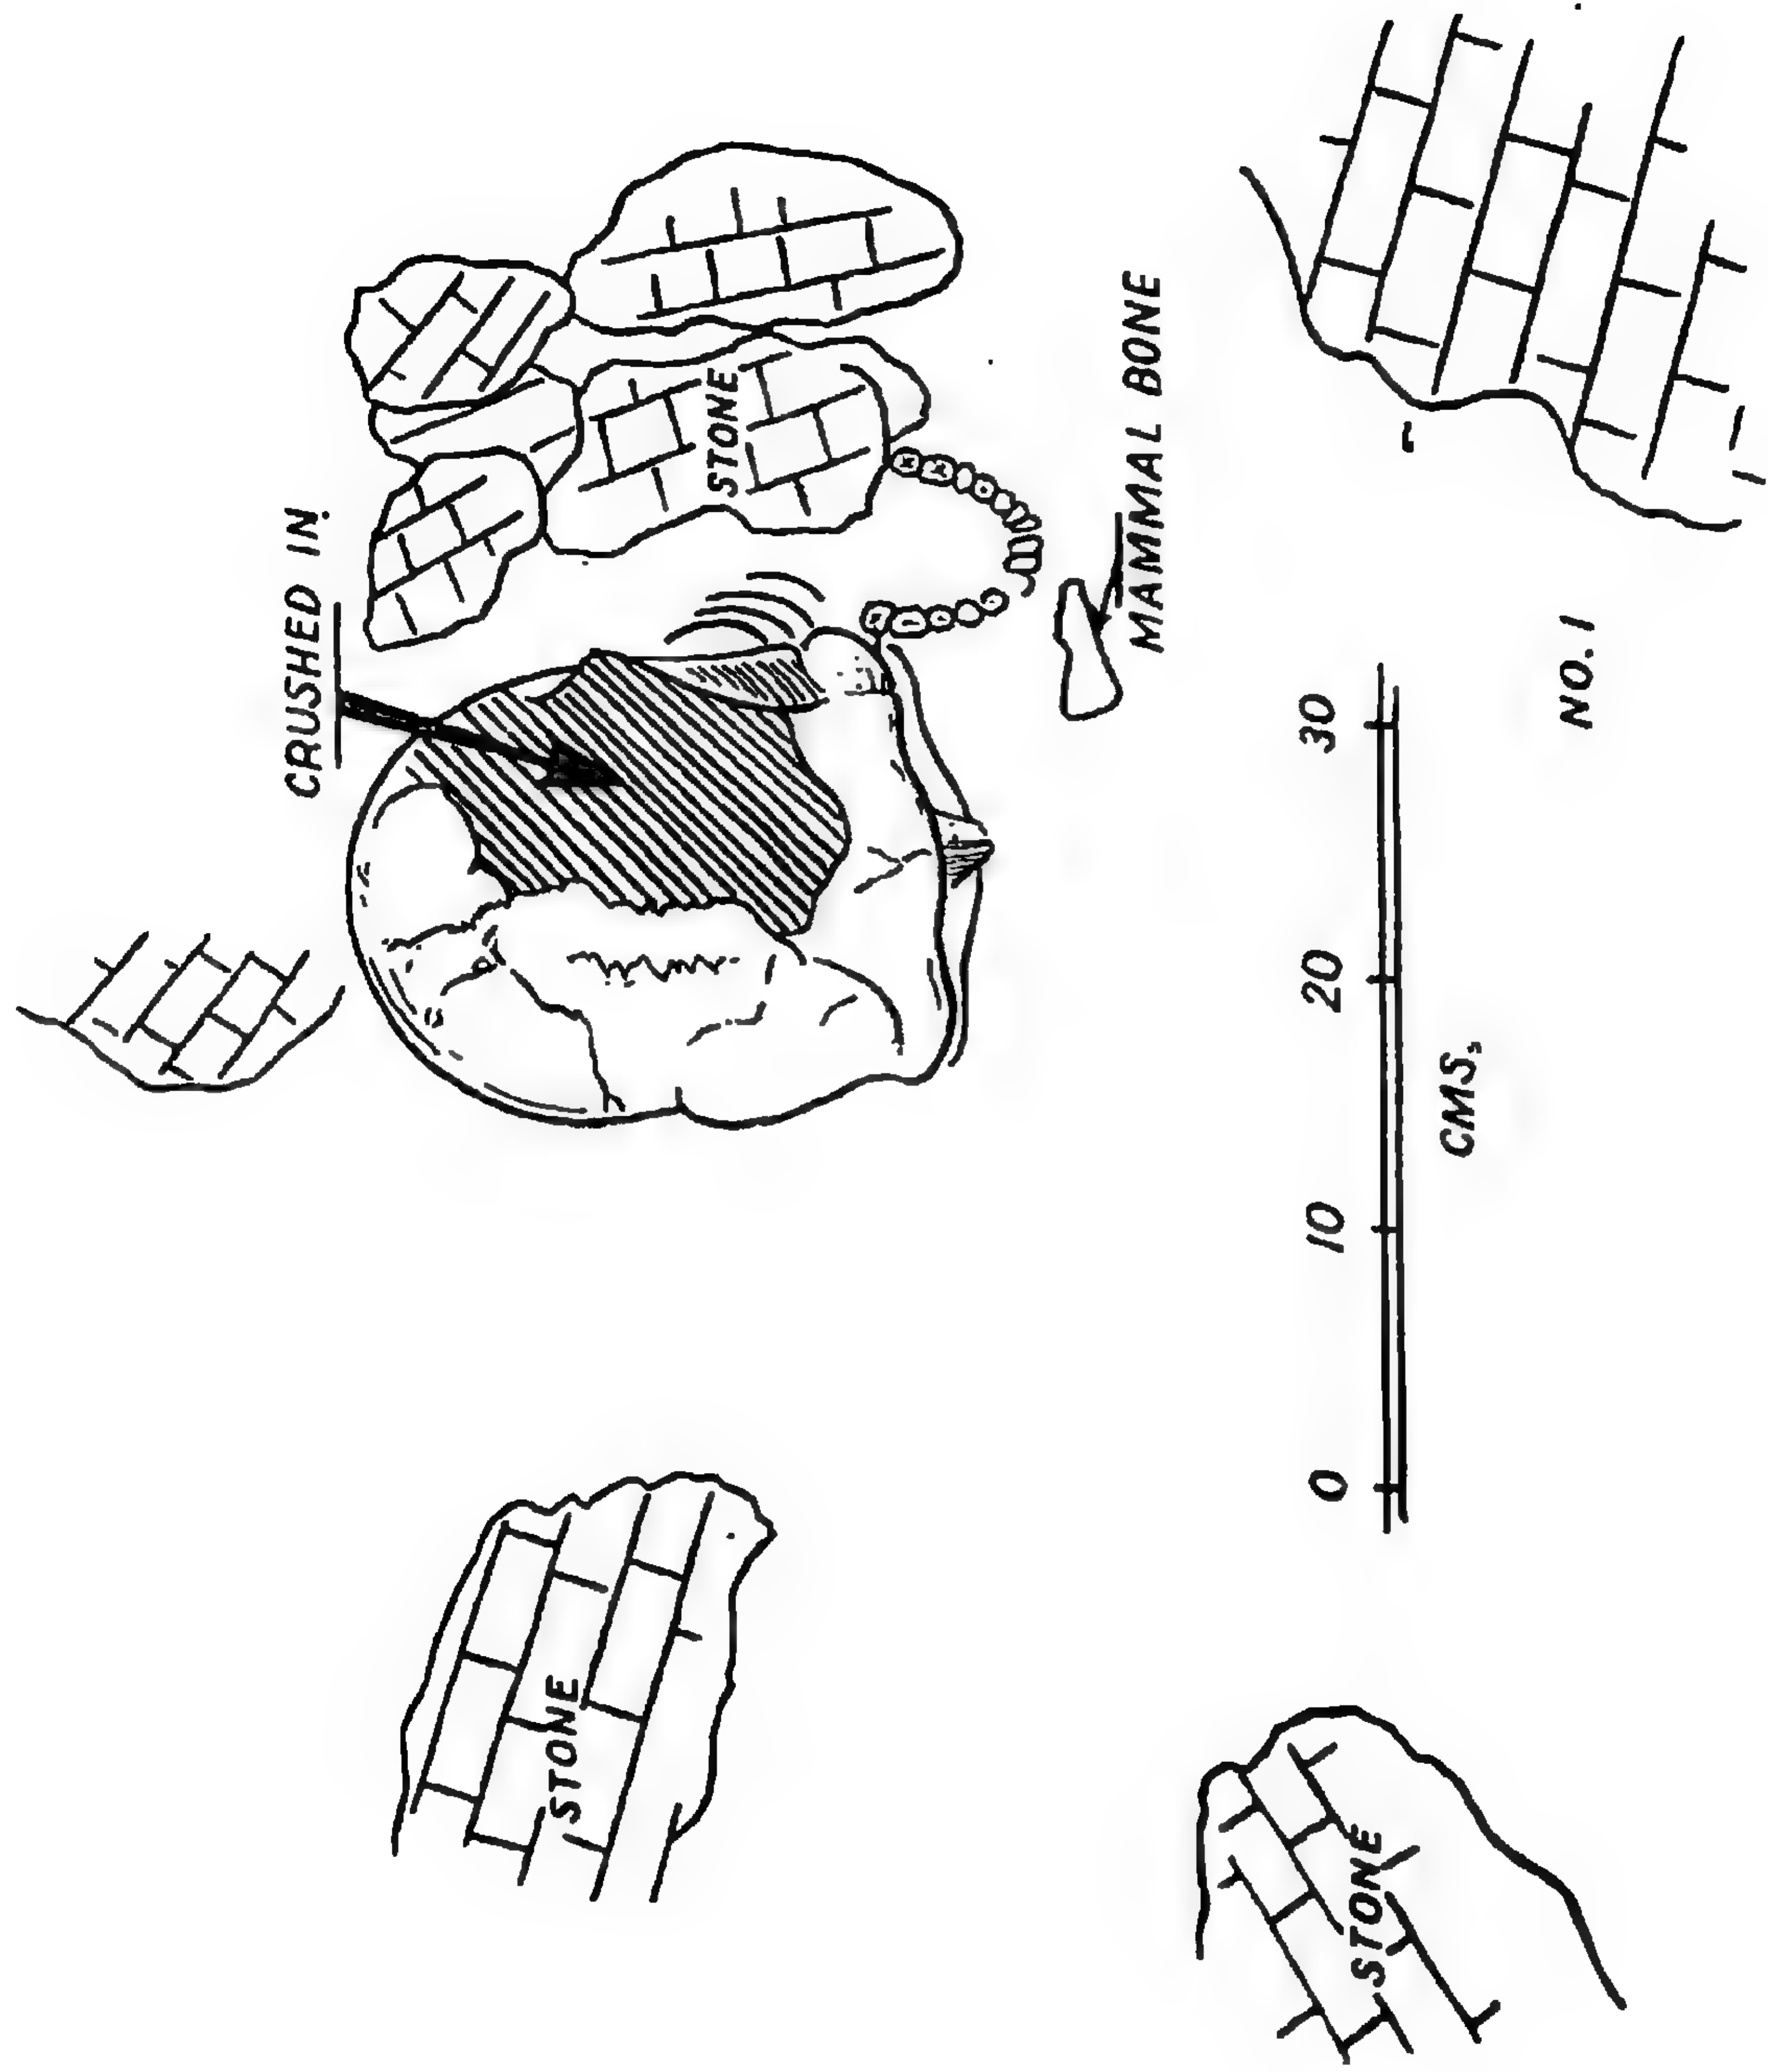 CRUSHED IN.
STONE
MAMMAL BONE
STONE
STONE
0 10 20 30
CMS.
NO. 1